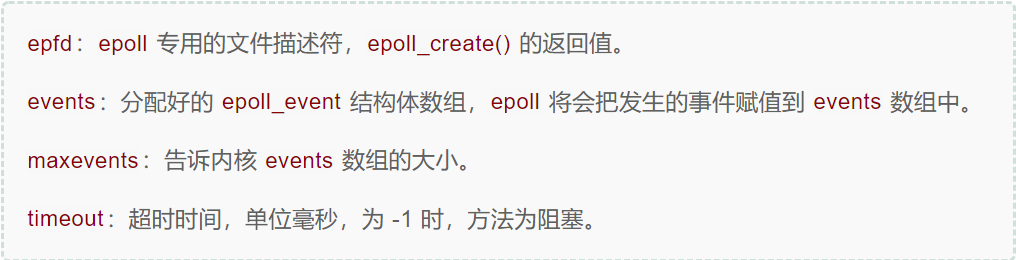 epfd：epoll 专用的文件描述符，epoll_create() 的返回值。
events：分配好的 epoll_event 结构体数组，epoll 将会把发生的事件赋值到 events 数组中。
maxevents：告诉内核 events 数组的大小。
timeout：超时时间，单位毫秒，为 -1 时，方法为阻塞。